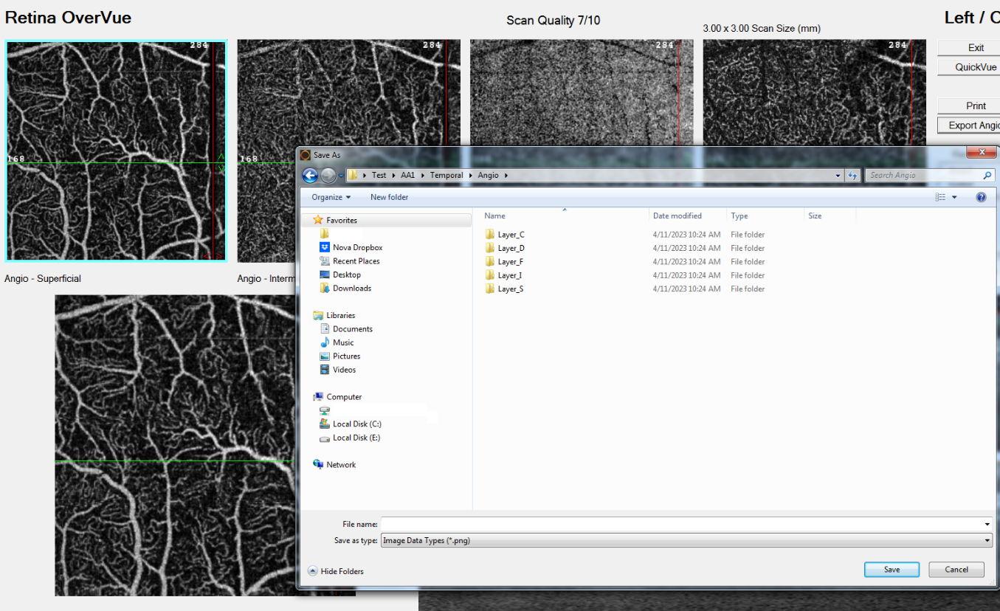 Retina OverVue
Scan Quality 7/10
3.00 x 3.00 Scan Size (mm)
Left /
284
284
284
284
Exit
QuickVue
Print
Export
168
168
Angio - Superficial
Angio -
Save As
Test
AA1
Temporal
Angio
Search Angio
Organize
New folder
Favorites
Nova Dropbox
Recent Places
Desktop
Downloads
Libraries
Documents
Music
Pictures
Videos
Computer
Local Disk (C:)
Local Disk (E:)
Network
Name Date modified Type Size
Layer_C 4/11/2023 10:24 AM File folder
Layer_D 4/11/2023 10:24 AM File folder
Layer_F 4/11/2023 10:24 AM File folder
Layer_I 4/11/2023 10:24 AM File folder
Layer_S 4/11/2023 10:24 AM File folder
File name:
Save as type: Image Data Types (*.png)
Hide Folders
Save
Cancel